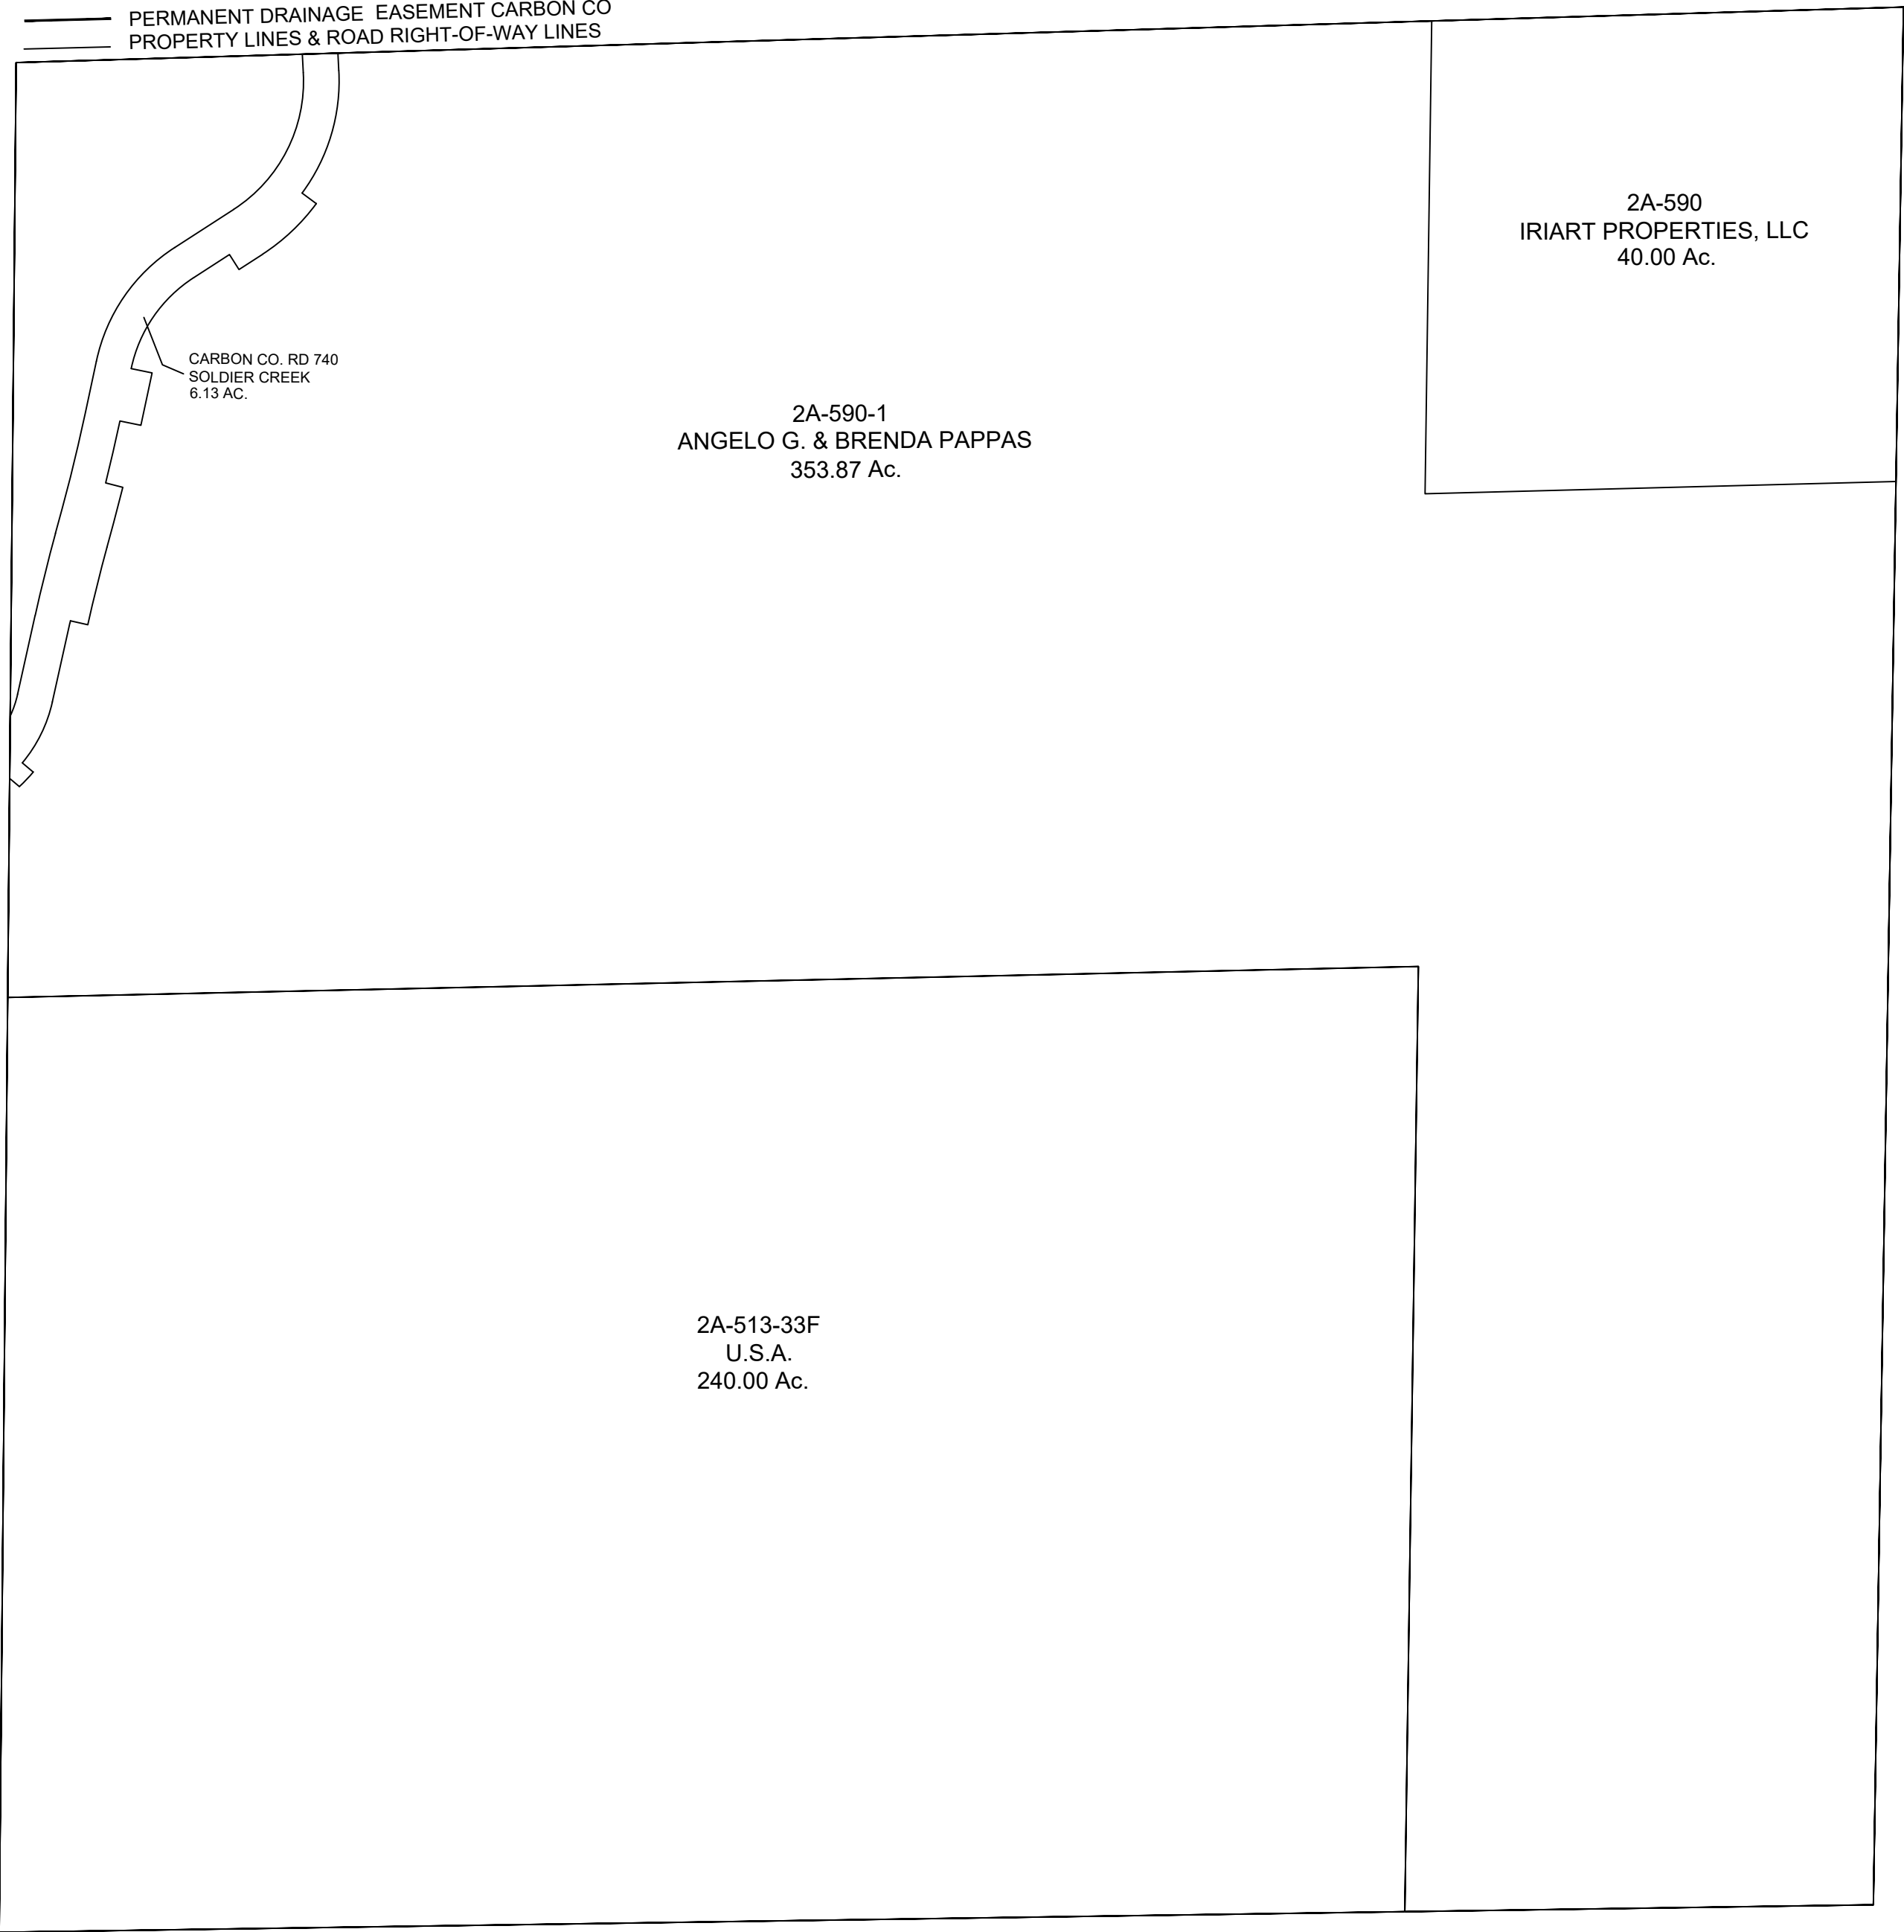 PERMANENT DRAINAGE EASEMENT CARBON CO
PROPERTY LINES & ROAD RIGHT-OF-WAY LINES
2A-590
IRIART PROPERTIES, LLC
40.00 Ac.
CARBON CO. RD 740
SOLDIER CREEK
6.13 AC.
2A-590-1
ANGELO G. & BRENDA PAPPAS
353.87 Ac.
2A-513-33F
U.S.A.
240.00 Ac.